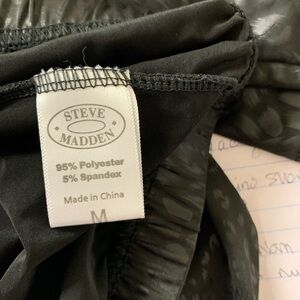 STEVE
MADDEN
95% Polyester
5% Spandex
Made in China
M